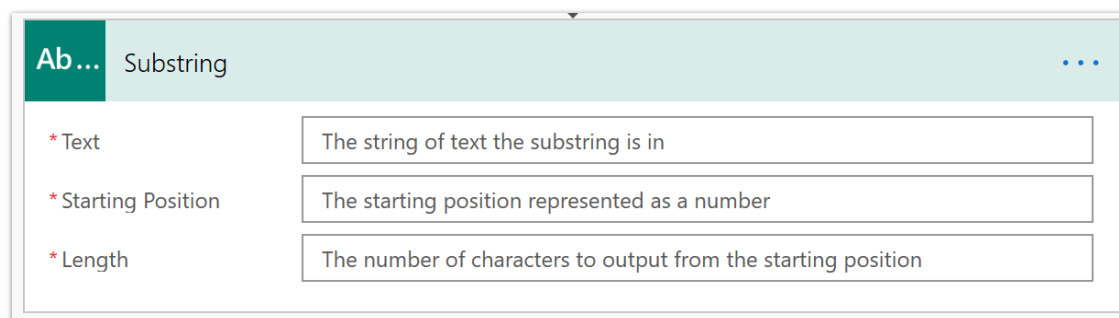 Ab...
Substring
* Text
The string of text the substring is in
* Starting Position
The starting position represented as a number
* Length
The number of characters to output from the starting position